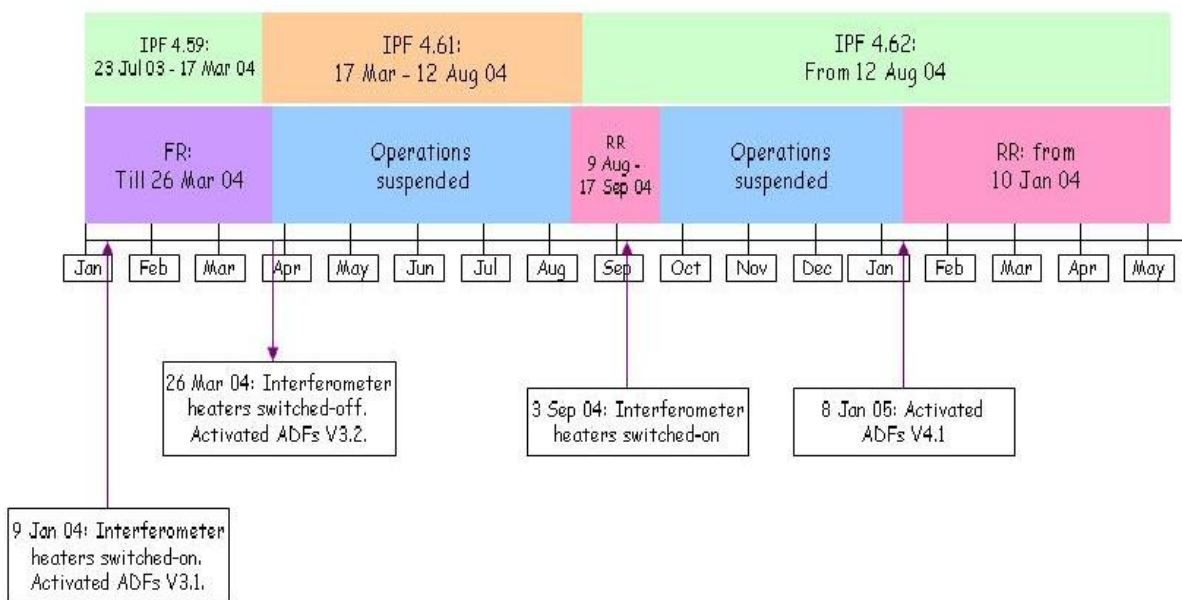 IPF 4.59:
23 Jul 03 - 17 Mar 04
IPF 4.61:
17 Mar - 12 Aug 04
IPF 4.62:
From 12 Aug 04
FR:
Till 26 Mar 04
Operations
suspended
RR
9 Aug -
17 Sep 04
Operations
suspended
RR: from
10 Jan 04
Jan Feb Mar Apr May Jun Jul Aug Sep Oct Nov Dec Jan Feb Mar Apr May
26 Mar 04: Interferometer
heaters switched-off.
Activated ADFs V3.2.
3 Sep 04: Interferometer
heaters switched-on
8 Jan 05: Activated
ADFs V4.1
9 Jan 04: Interferometer
heaters switched-on.
Activated ADFs V3.1.